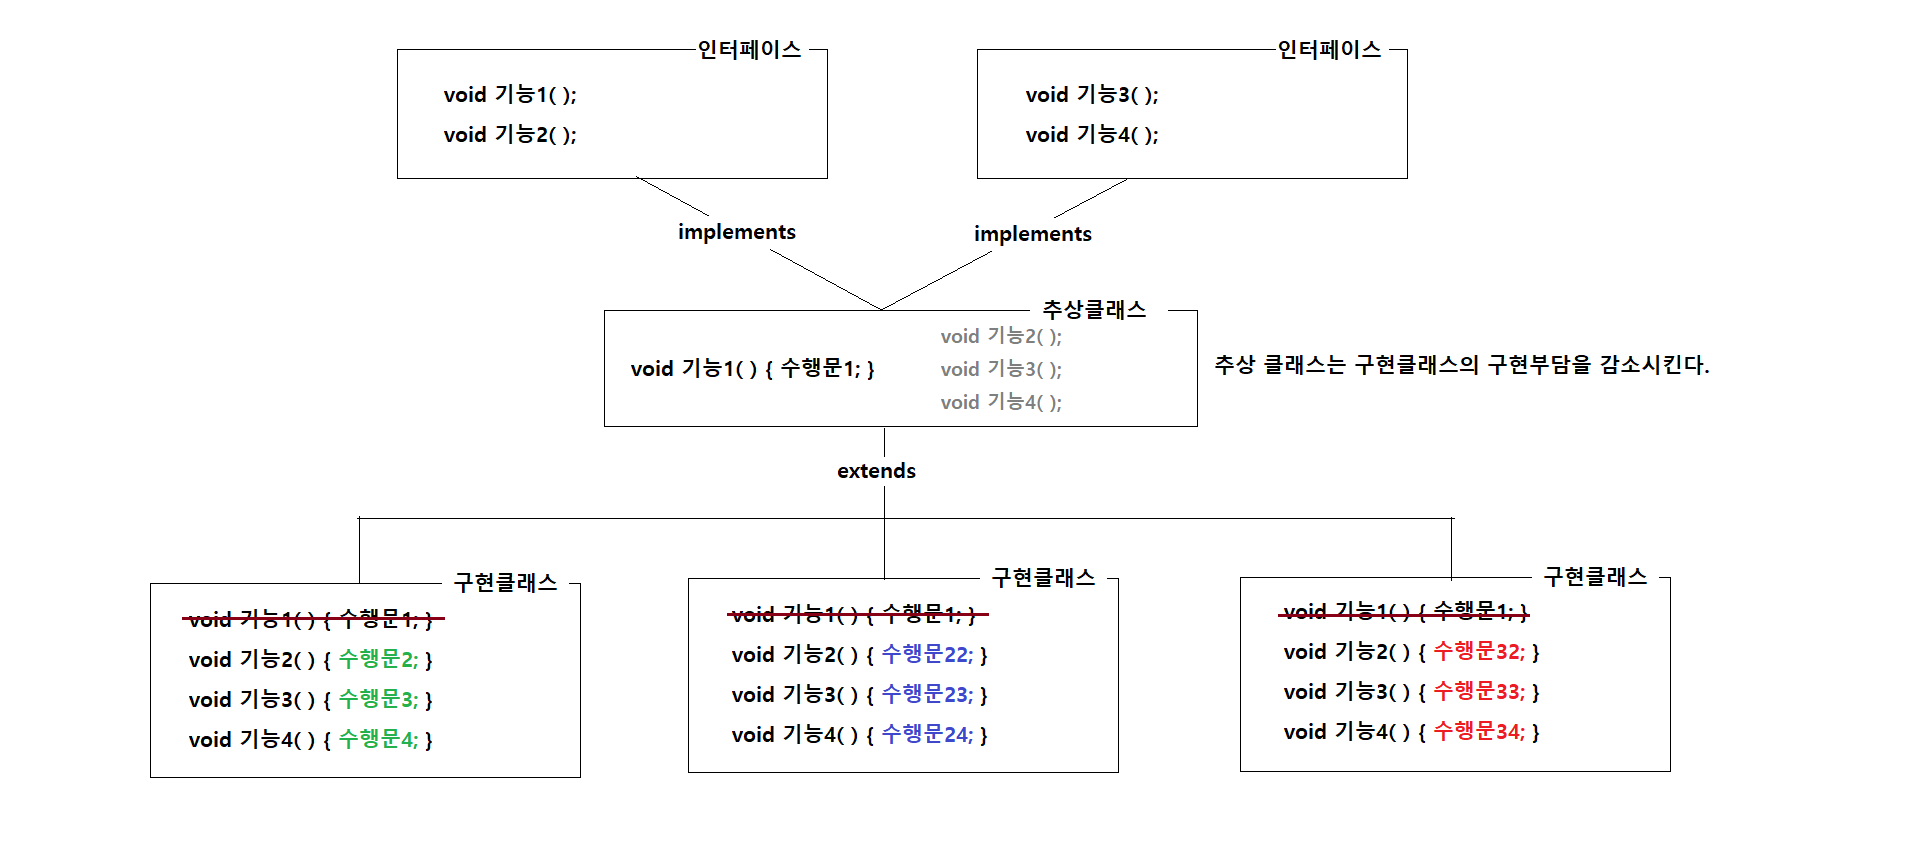 인터페이스
void 기능1( );
void 기능2( );
인터페이스
void 기능3( );
void 기능4( );
implements
implements
추상클래스
void 기능1( ) { 수행문1; }
void 기능2( );
void 기능3( );
void 기능4( );
추상 클래스는 구현클래스의 구현부담을 감소시킨다.
extends
구현클래스
void 기능1( ) { 수행문1; }
void 기능2( ) { 수행문2; }
void 기능3( ) { 수행문3; }
void 기능4( ) { 수행문4; }
구현클래스
void 기능1( ) { 수행문1; }
void 기능2( ) { 수행문22; }
void 기능3( ) { 수행문23; }
void 기능4( ) { 수행문24; }
구현클래스
void 기능1( ) { 수행문1; }
void 기능2( ) { 수행문32; }
void 기능3( ) { 수행문33; }
void 기능4( ) { 수행문34; }